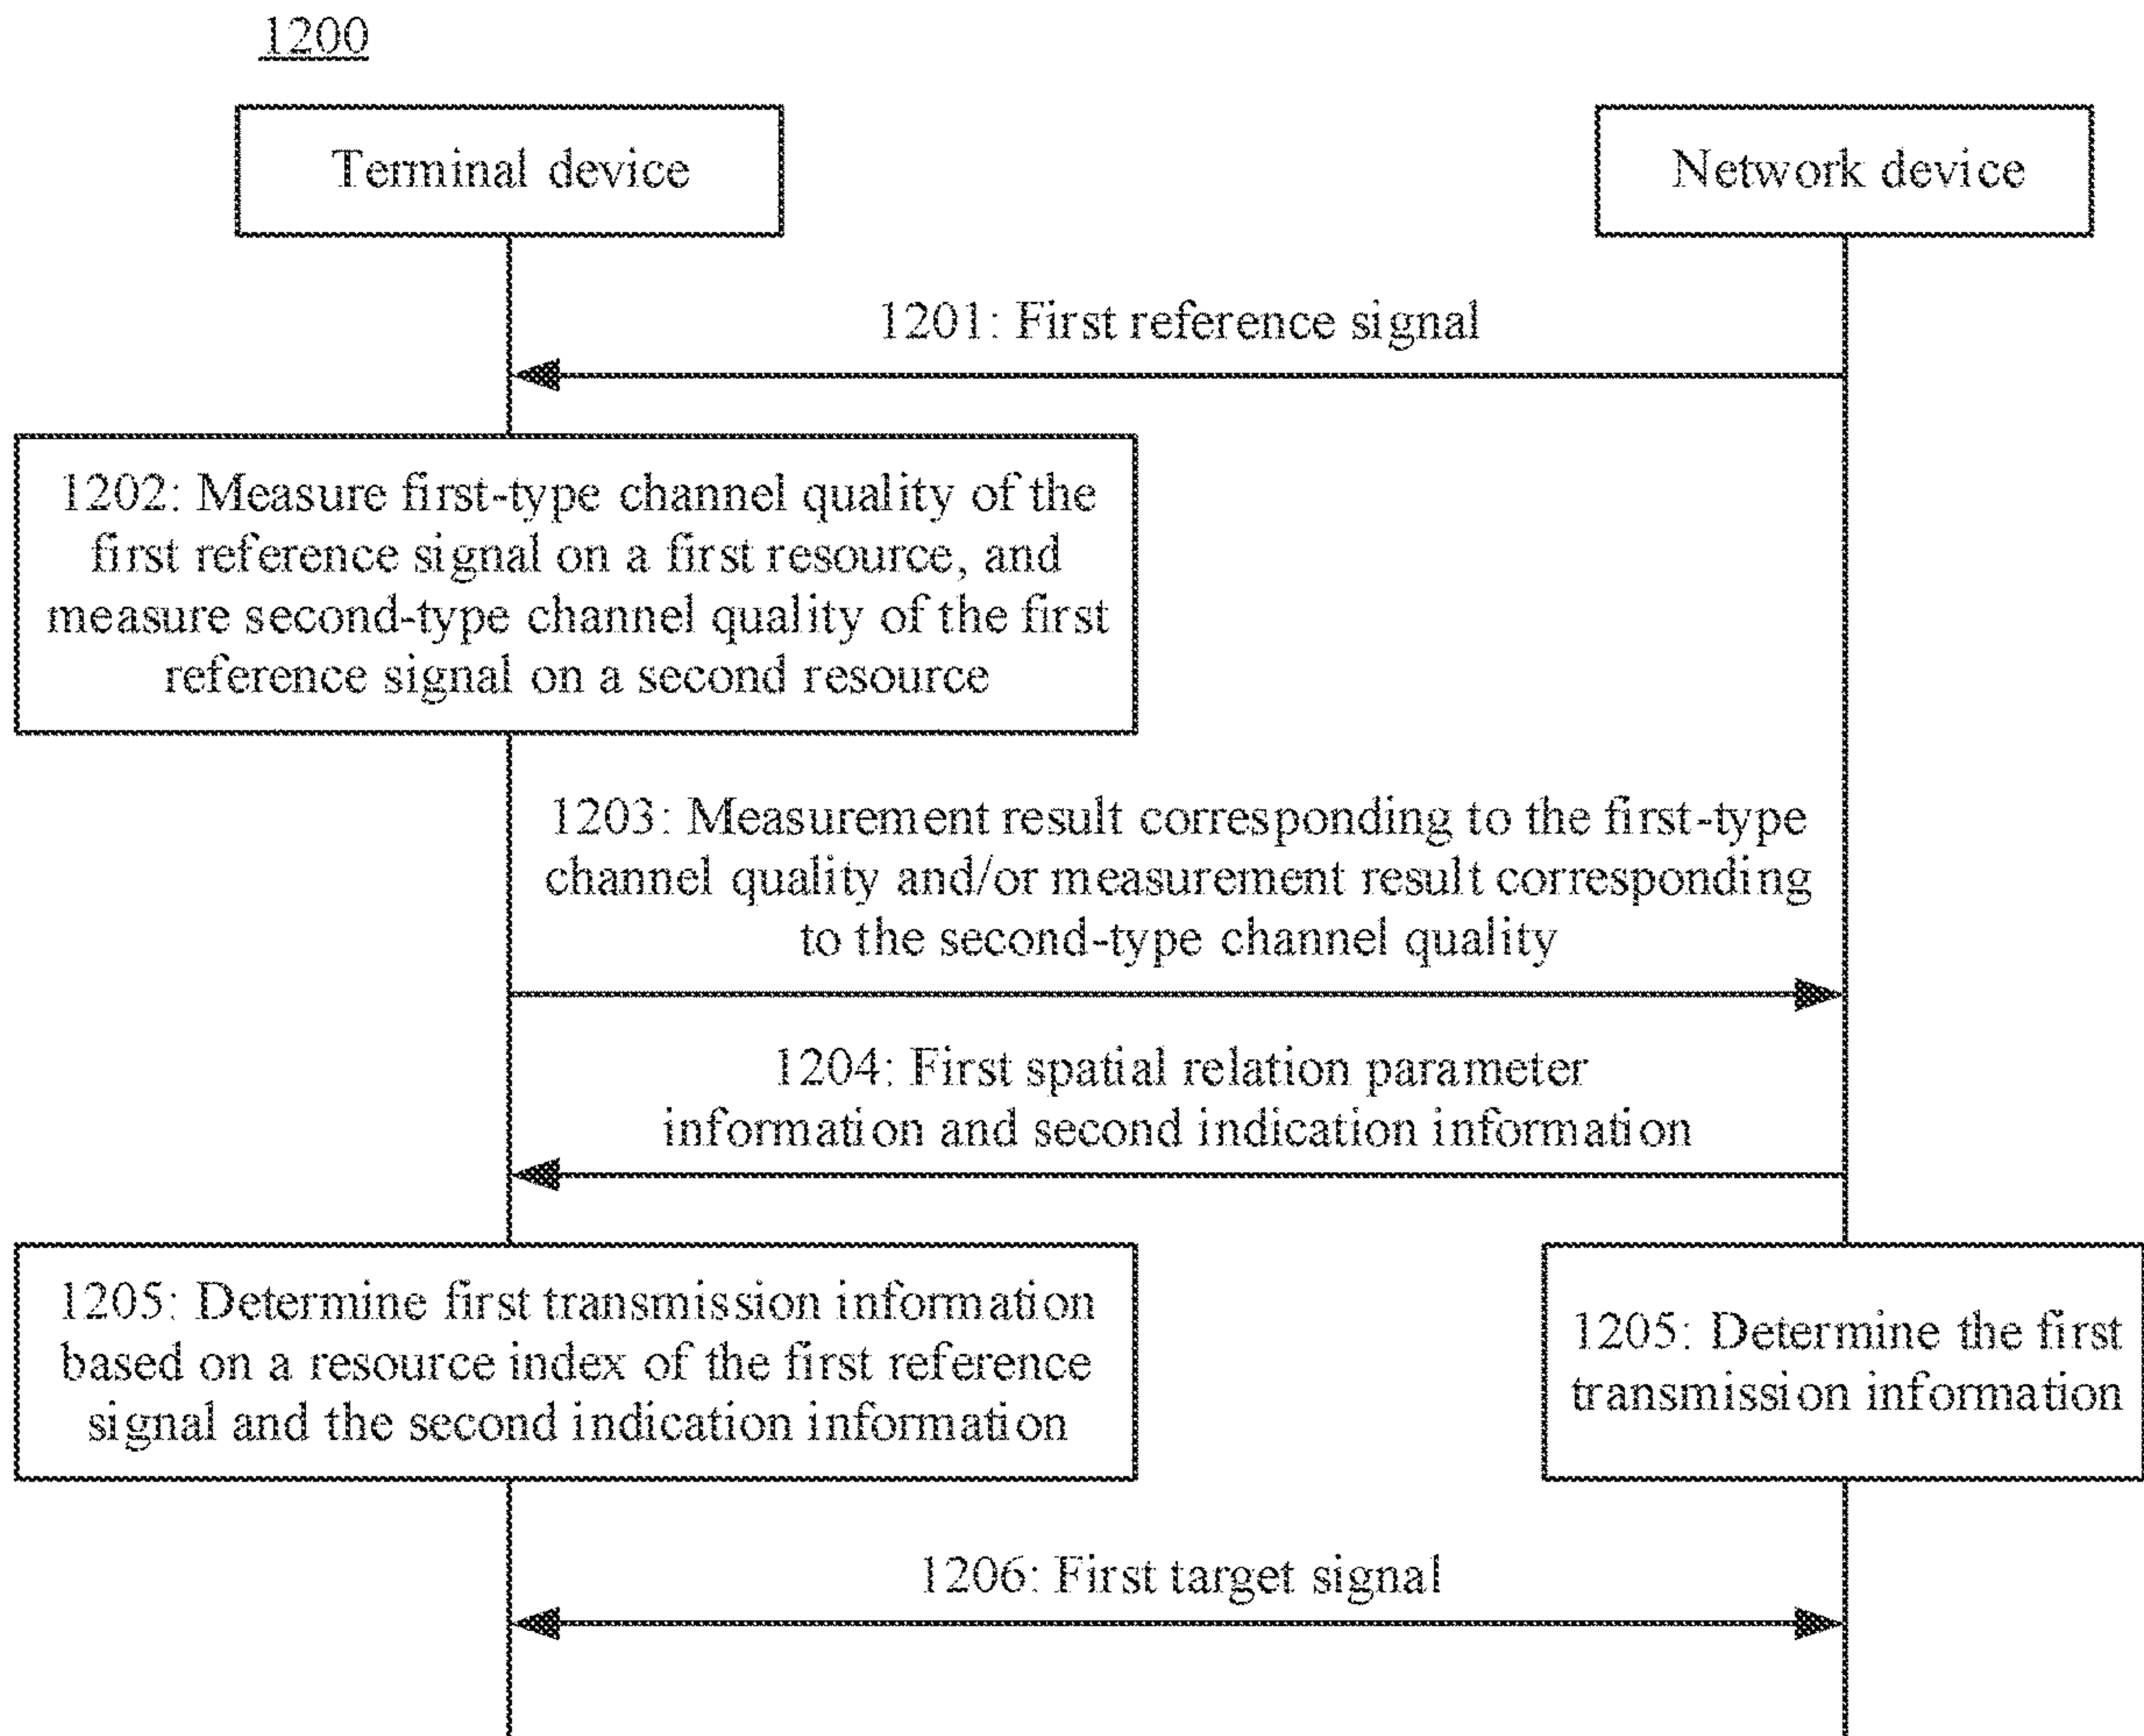 1200
Terminal device
Network device
1201: First reference signal
1202: Measure first-type channel quality of the
first reference signal on a first resource, and
measure second-type channel quality of the first
reference signal on a second resource
1203: Measurement result corresponding to the first-type
channel quality and/or measurement result corresponding
to the second-type channel quality
1204: First spatial relation parameter
information and second indication information
1205: Determine first transmission information
based on a resource index of the first reference
signal and the second indication information
1205: Determine the first
transmission information
1206: First target signal